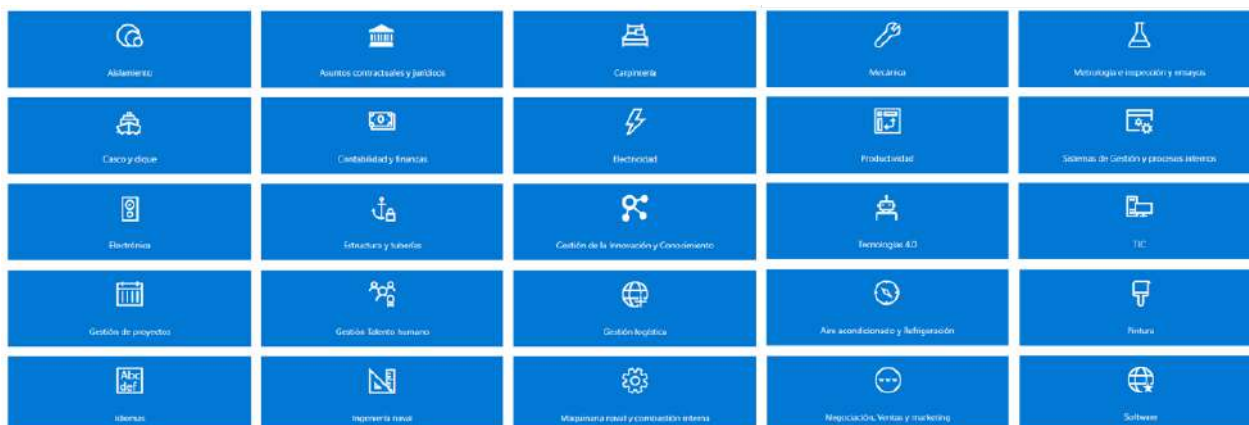 Aislamiento
Asuntos contractuales y jurídicos
Carpintería
Mecánica
Metrología e inspección y ensayos
Casco y dique
Contabilidad y finanzas
Electricidad
Productividad
Sistemas de Gestión y procesos internos
Electrónica
Estructura y tuberías
Gestión de la Innovación y Conocimiento
Tecnologías 4.0
TIC
Gestión de proyectos
Gestión Talento humano
Gestión logística
Aire acondicionado y Refrigeración
Pintura
Abc
def
Idiomas
Ingeniería naval
Maquinaria naval y combustión interna
Negociación, Ventas y marketing
Software